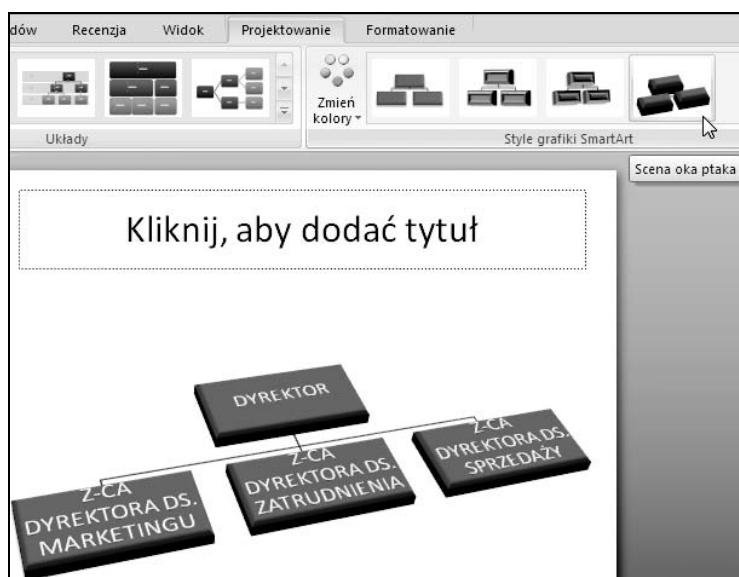 dów Recenzja Widok Projektowanie Formatowanie
Zmień
kolory
Układy Style grafiki SmartArt
Scena oka ptaka
Kliknij, aby dodać tytuł
DYREKTOR
Z-CA
DYREKTORA DS.
MARKETINGU
Z-CA
DYREKTORA DS.
ZATRUDNIENIA
Z-CA
DYREKTORA DS.
SPRZEDAŻY